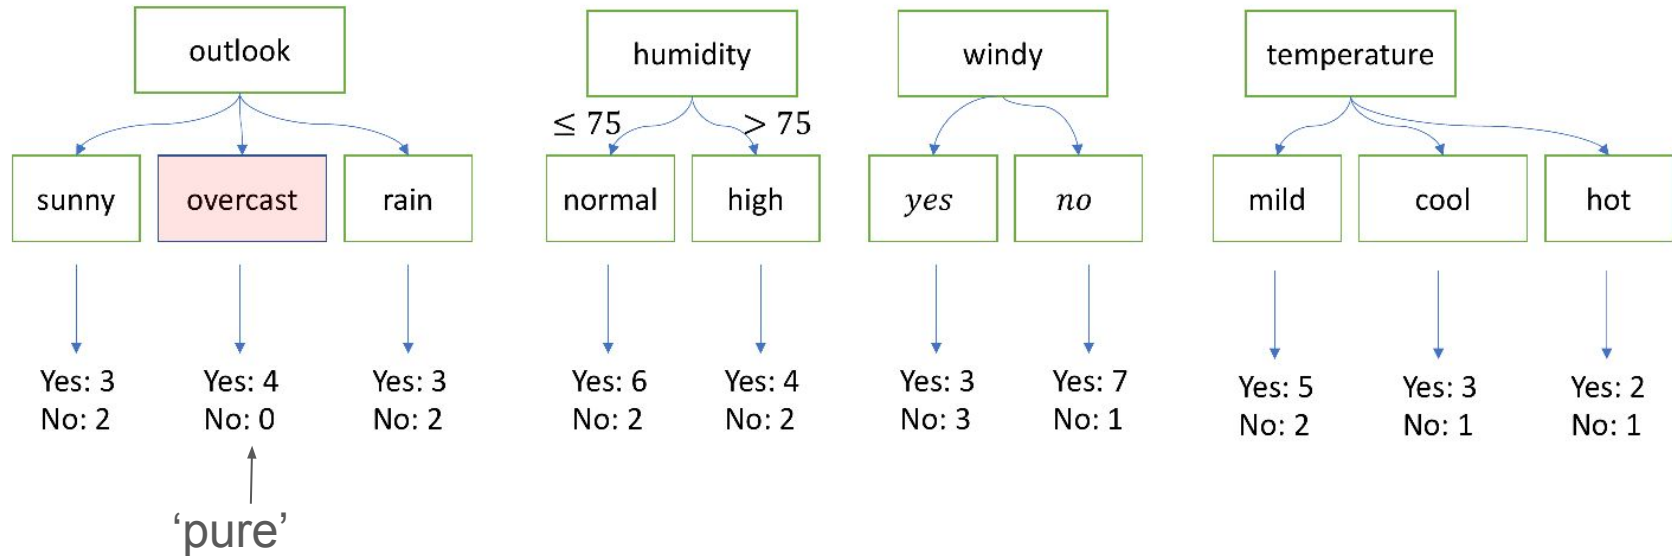 outlook
humidity
windy
temperature
≤ 75
> 75
sunny
overcast
rain
normal
high
yes
no
mild
cool
hot
Yes: 3
No: 2
Yes: 4
No: 0
Yes: 3
No: 2
Yes: 6
No: 2
Yes: 4
No: 2
Yes: 3
No: 3
Yes: 7
No: 1
Yes: 5
No: 2
Yes: 3
No: 1
Yes: 2
No: 1
‘pure’